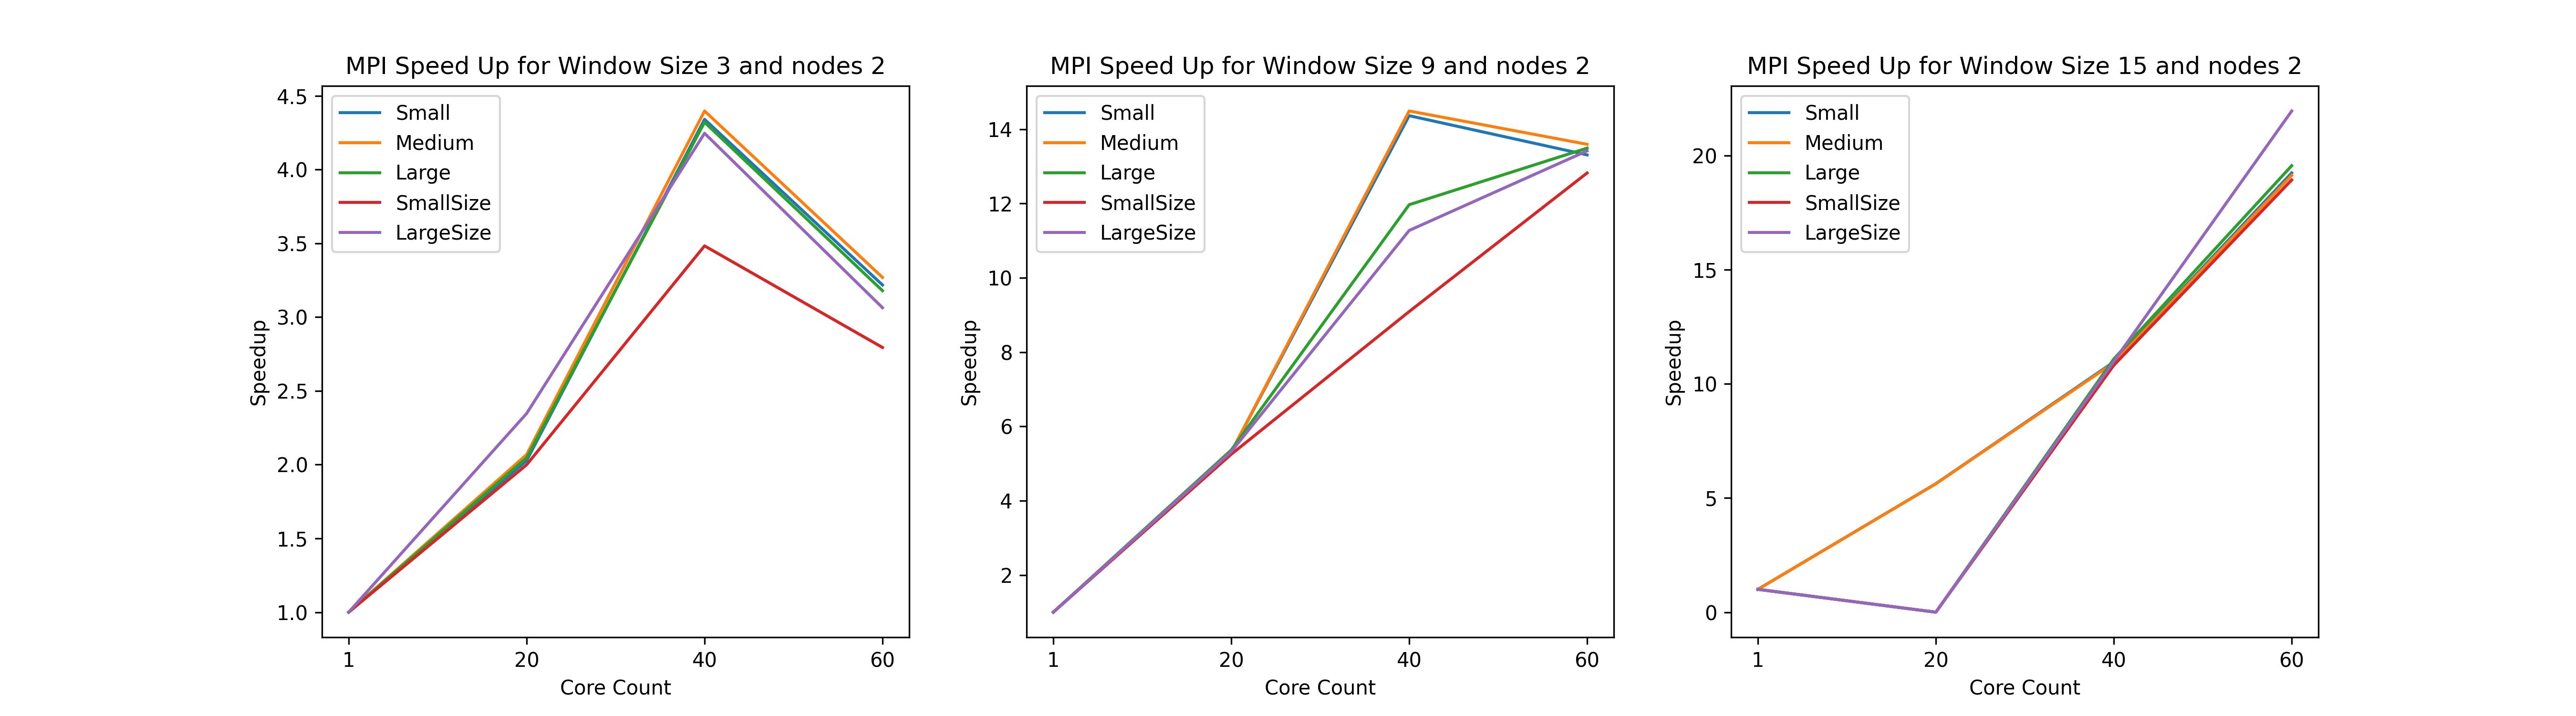 MPI Speed Up for Window Size 3 and nodes 2
4.5
4.0
3.5
3.0
2.5
2.0
1.5
1.0
Speedup
Small
Medium
Large
SmallSize
LargeSize
1 20 40 60
Core Count
MPI Speed Up for Window Size 9 and nodes 2
14
12
10
8
6
4
2
Speedup
Small
Medium
Large
SmallSize
LargeSize
1 20 40 60
Core Count
MPI Speed Up for Window Size 15 and nodes 2
20
15
10
5
0
Speedup
Small
Medium
Large
SmallSize
LargeSize
1 20 40 60
Core Count